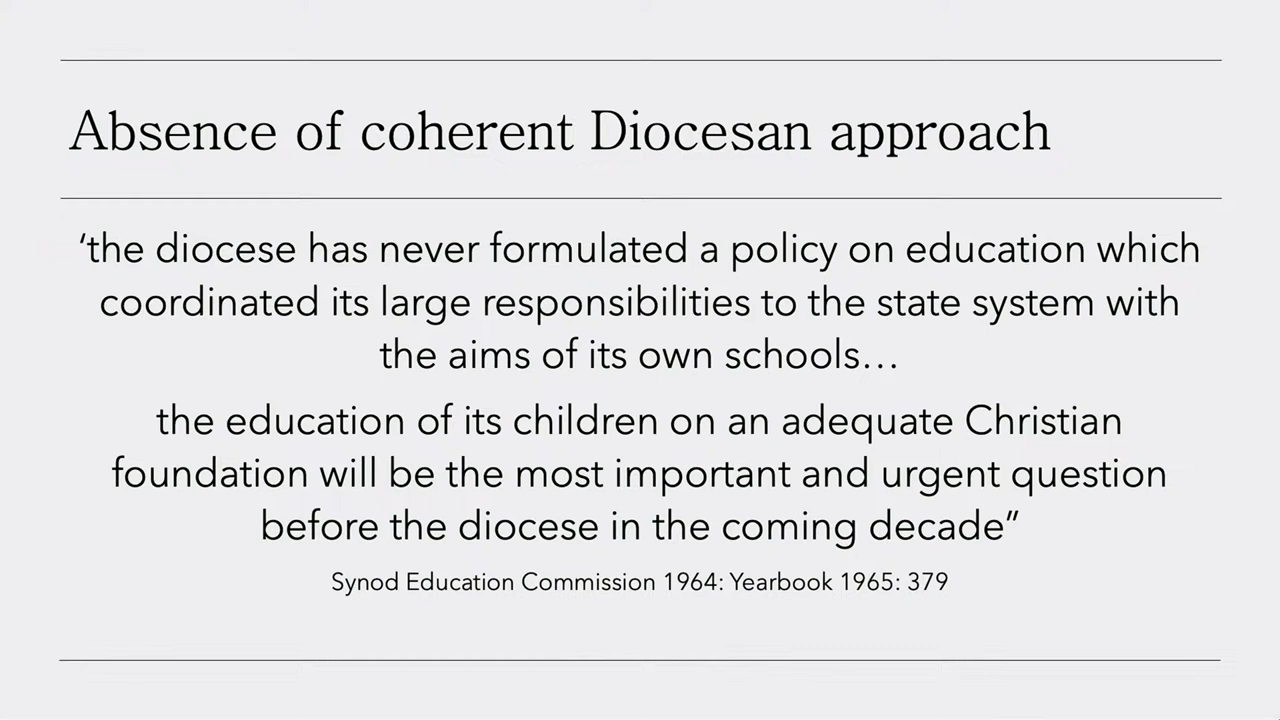 Absence of coherent Diocesan approach
‘the diocese has never formulated a policy on education which
coordinated its large responsibilities to the state system with
the aims of its own schools…
the education of its children on an adequate Christian
foundation will be the most important and urgent question
before the diocese in the coming decade”
Synod Education Commission 1964: Yearbook 1965: 379